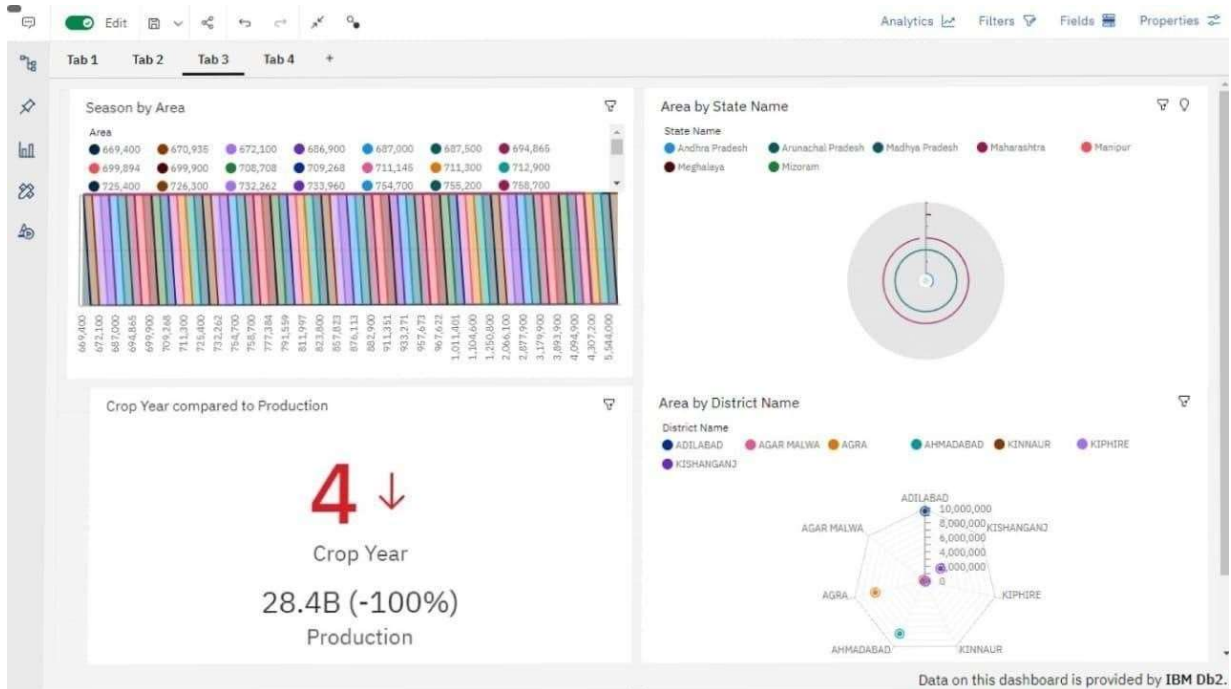 Edit
Analytics Filters Fields Properties
Tab 1 Tab 2 Tab 3 Tab 4 +
Season by Area
Area
669,400 670,935 672,100 686,900 687,000 687,500 694,865
699,894 699,900 708,708 709,268 711,145 711,300 712,900
725,400 726,300 732,262 733,960 754,700 755,200 758,700
669,400 672,100 687,000 694,865 699,900 709,268 711,300 725,400 732,262 754,700 758,700 777,384 791,559 811,997 823,800 857,823 876,113 882,900 911,351 933,271 957,673 967,622 1,011,401 1,104,600 1,250,800 2,066,100 2,877,900 3,179,900 3,893,900 4,094,900 4,307,200 5,544,000
Area by State Name
State Name
Andhra Pradesh Arunachal Pradesh Madhya Pradesh Maharashtra Manipur
Meghalaya Mizoram
Crop Year compared to Production
4 ↓
Crop Year
28.4B (-100%)
Production
Area by District Name
District Name
ADILABAD AGAR MALWA AGRA AHMADABAD KINNAUR KIPHIRE
KISHANGANJ
ADILABAD
10,000,000
AGAR MALWA 8,000,000 KISHANGANJ
6,000,000
4,000,000
,000,000
AGRA 0 KIPHIRE
AHMADABAD KINNAUR
Data on this dashboard is provided by IBM Db2.